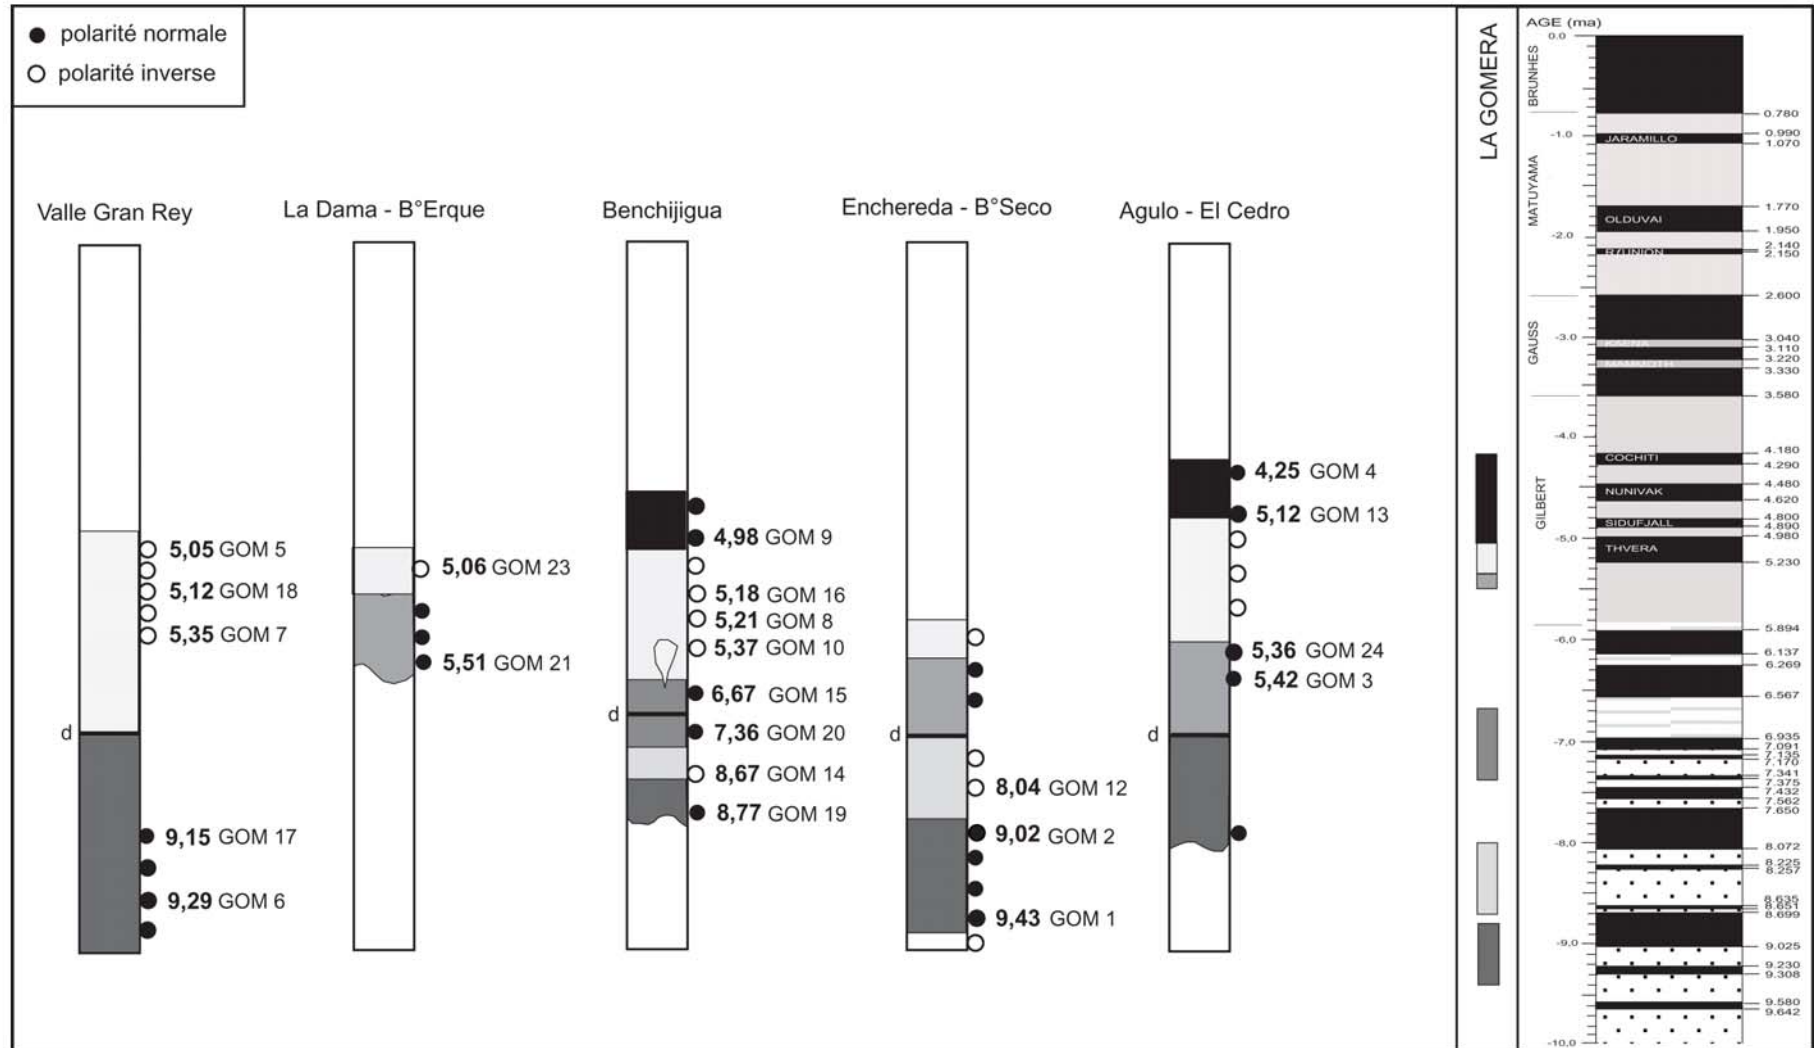 polarité normale
polarité inverse
Valle Gran Rey
5,05 GOM 5
5,12 GOM 18
5,35 GOM 7
d
9,15 GOM 17
9,29 GOM 6
La Dama - B°Erque
5,06 GOM 23
5,51 GOM 21
Benchijigua
4,98 GOM 9
5,18 GOM 16
5,21 GOM 8
5,37 GOM 10
6,67 GOM 15
d
7,36 GOM 20
8,67 GOM 14
8,77 GOM 19
Enchereda - B°Seco
d
8,04 GOM 12
9,02 GOM 2
9,43 GOM 1
Agulo - El Cedro
4,25 GOM 4
5,12 GOM 13
5,36 GOM 24
5,42 GOM 3
d
LA GOMERA
AGE (ma)
0.0
-1.0
-2.0
-3.0
-4.0
-5,0
-6,0
-7,0
-8,0
-9,0
-10,0
BRUNHES
MATUYAMA
GAUSS
GILBERT
JARAMILLO
OLDUVAI
R/UNION
KAENA
MAMMOTH
COCHITI
NUNIVAK
SIDUFJALL
THVERA
0.780
0.990
1.070
1.770
1.950
2.140
2.150
2.600
3.040
3.110
3.220
3.330
3.580
4.180
4.290
4.480
4.620
4.800
4.890
4.980
5.230
5.894
6.137
6.269
6.567
6.935
7.091
7.135
7.170
7.341
7.375
7.432
7.562
7.650
8.072
8.225
8.257
8.635
8.651
8.699
9.025
9.230
9.308
9.580
9.642